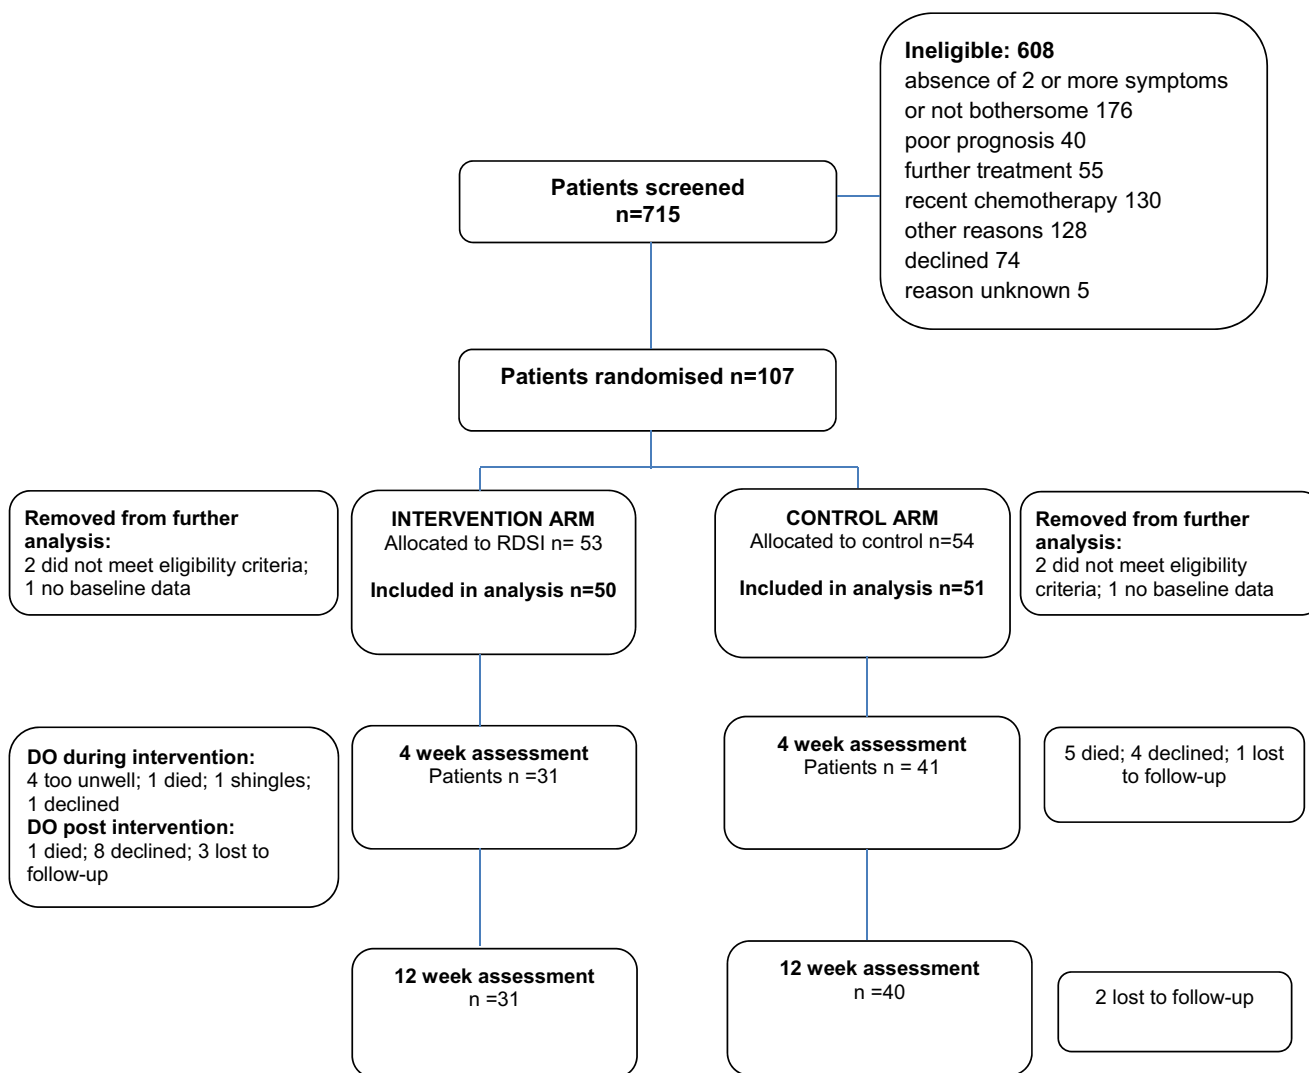 Ineligible: 608
absence of 2 or more symptoms
or not bothersome 176
poor prognosis 40
further treatment 55
recent chemotherapy 130
other reasons 128
declined 74
reason unknown 5
Patients screened
n=715
Patients randomised n=107
Removed from further
analysis:
2 did not meet eligibility criteria;
1 no baseline data
INTERVENTION ARM
Allocated to RDSI n= 53
Included in analysis n=50
CONTROL ARM
Allocated to control n=54
Included in analysis n=51
Removed from further
analysis:
2 did not meet eligibility
criteria; 1 no baseline data
DO during intervention:
4 too unwell; 1 died; 1 shingles;
1 declined
DO post intervention:
1 died; 8 declined; 3 lost to
follow-up
4 week assessment
Patients n =31
4 week assessment
Patients n = 41
5 died; 4 declined; 1 lost
to follow-up
12 week assessment
n =31
12 week assessment
n =40
2 lost to follow-up